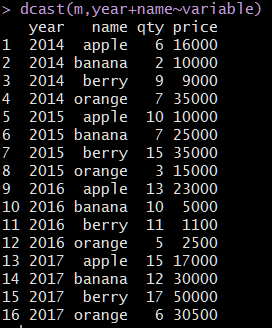 > dcast(m,year+name~variable)
year name qty price
1 2014 apple 6 16000
2 2014 banana 2 10000
3 2014 berry 9 9000
4 2014 orange 7 35000
5 2015 apple 10 10000
6 2015 banana 7 25000
7 2015 berry 15 35000
8 2015 orange 3 15000
9 2016 apple 13 23000
10 2016 banana 10 5000
11 2016 berry 11 1100
12 2016 orange 5 2500
13 2017 apple 15 17000
14 2017 banana 12 30000
15 2017 berry 17 50000
16 2017 orange 6 30500